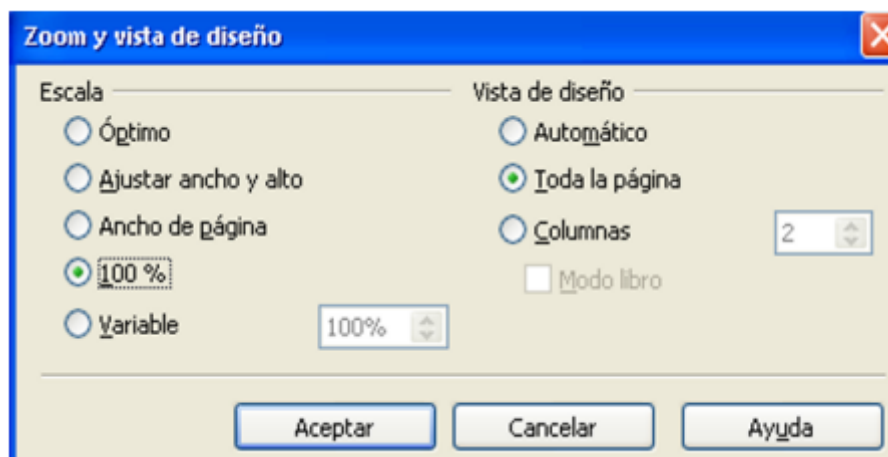 Zoom y vista de diseño
Escala
Óptimo
Ajustar ancho y alto
Ancho de página
100 %
Variable
100%
Vista de diseño
Automático
Toda la página
Columnas
2
Modo libro
Aceptar
Cancelar
Ayuda